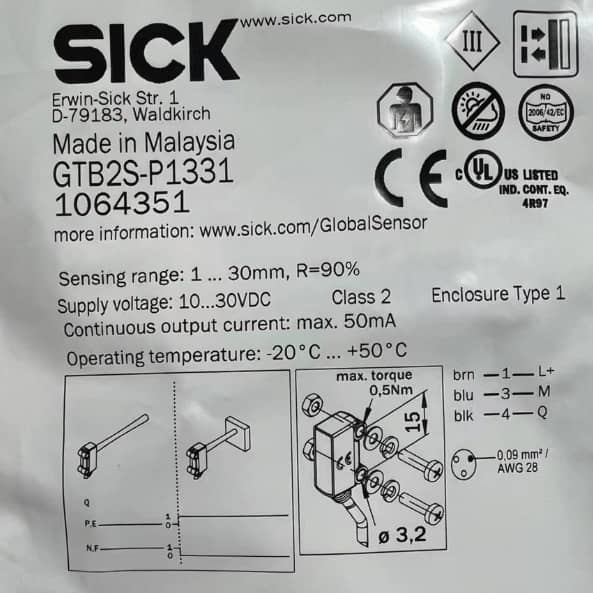 SICK
www.sick.com
III
Erwin-Sick Str. 1
D-79183, Waldkirch
NO
2006/42/EC
SAFETY
Made in Malaysia
GTB2S-P1331
1064351
CE
c UL US LISTED
IND. CONT. EQ.
4R97
more information: www.sick.com/GlobalSensor
Sensing range: 1 ... 30mm, R=90%
Supply voltage: 10...30VDC Class 2 Enclosure Type 1
Continuous output current: max. 50mA
Operating temperature: -20°C ... +50°C
max. torque
0,5Nm
15
ø 3,2
CE
brn 1 L+
blu 3 M
blk 4 Q
0,09 mm² /
AWG 28
Q
P.E 1
0
N.F 1
0